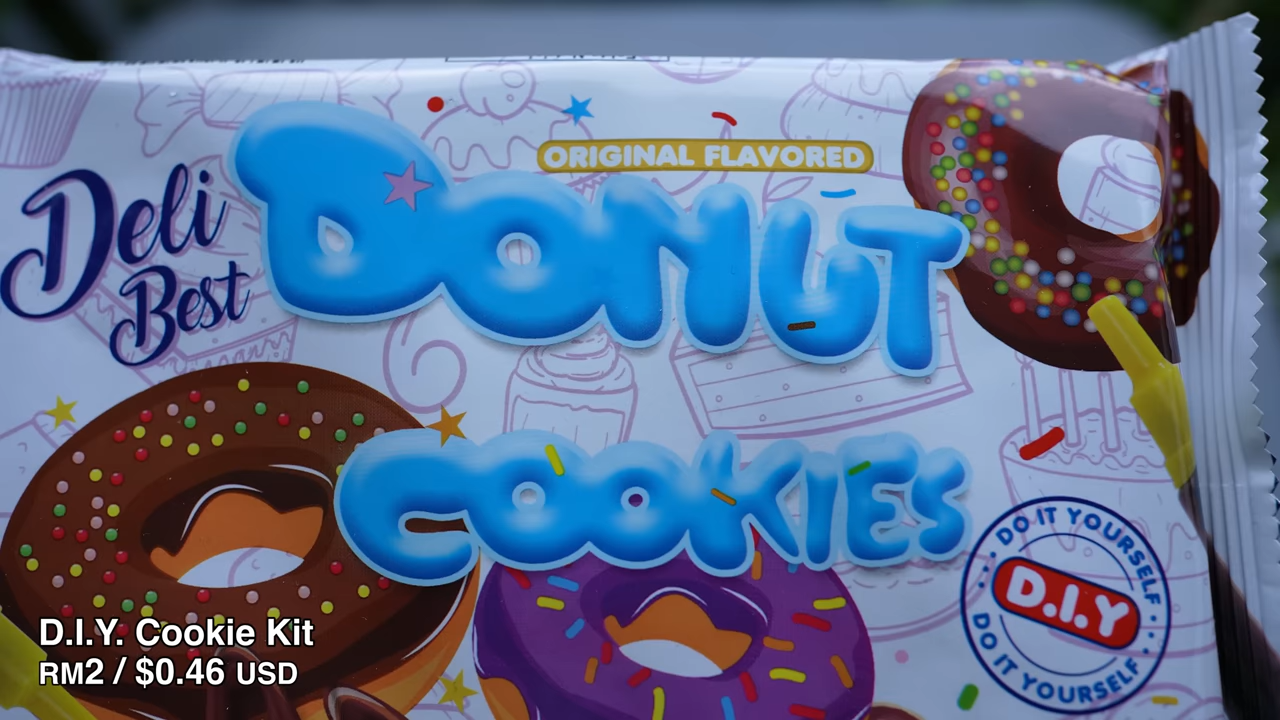 ORIGINAL FLAVORED
Deli
Best
DONUT
COOKIES
DO IT YOURSELF
D.I.Y
DO IT YOURSELF
D.I.Y. Cookie Kit
RM2 / $0.46 USD